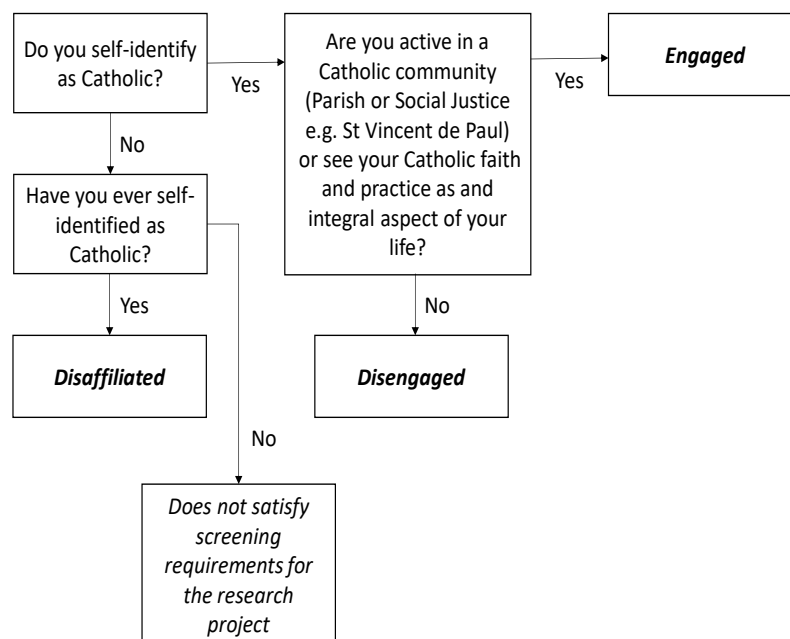 Do you self-identify
as Catholic?
Yes
Are you active in a
Catholic community
(Parish or Social Justice
e.g. St Vincent de Paul)
or see your Catholic faith
and practice as and
integral aspect of your
life?
Yes
Engaged
No
Have you ever self-
identified as
Catholic?
Yes
No
Disaffiliated
Disengaged
No
Does not satisfy
screening
requirements for
the research
project